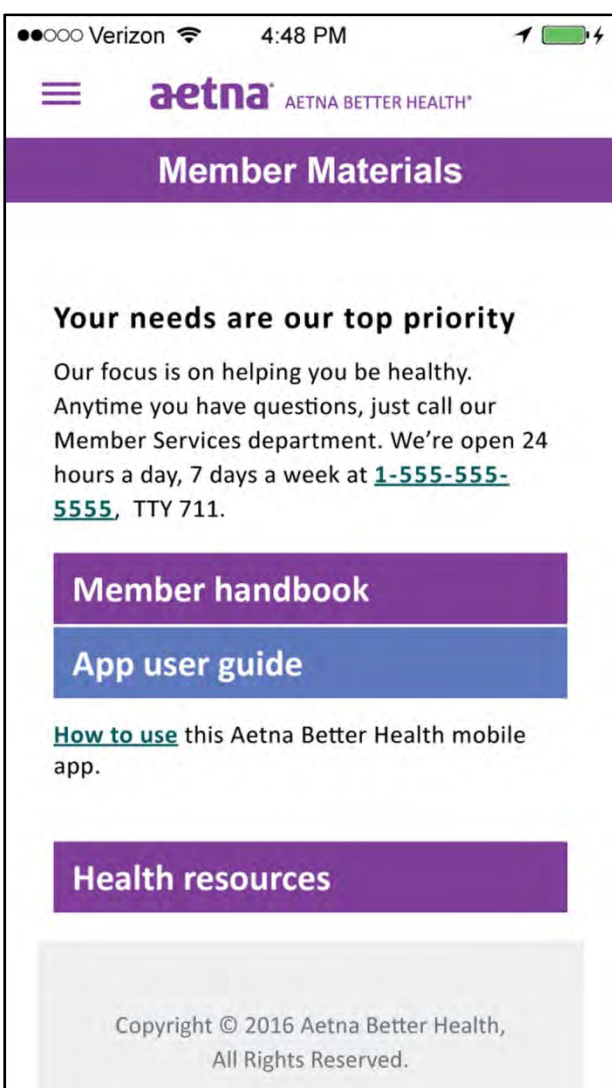 Verizon 4:48 PM
aetna® AETNA BETTER HEALTH®
Member Materials
Your needs are our top priority
Our focus is on helping you be healthy.
Anytime you have questions, just call our
Member Services department. We’re open 24
hours a day, 7 days a week at 1-555-555-
5555, TTY 711.
Member handbook
App user guide
How to use this Aetna Better Health mobile
app.
Health resources
Copyright © 2016 Aetna Better Health,
All Rights Reserved.